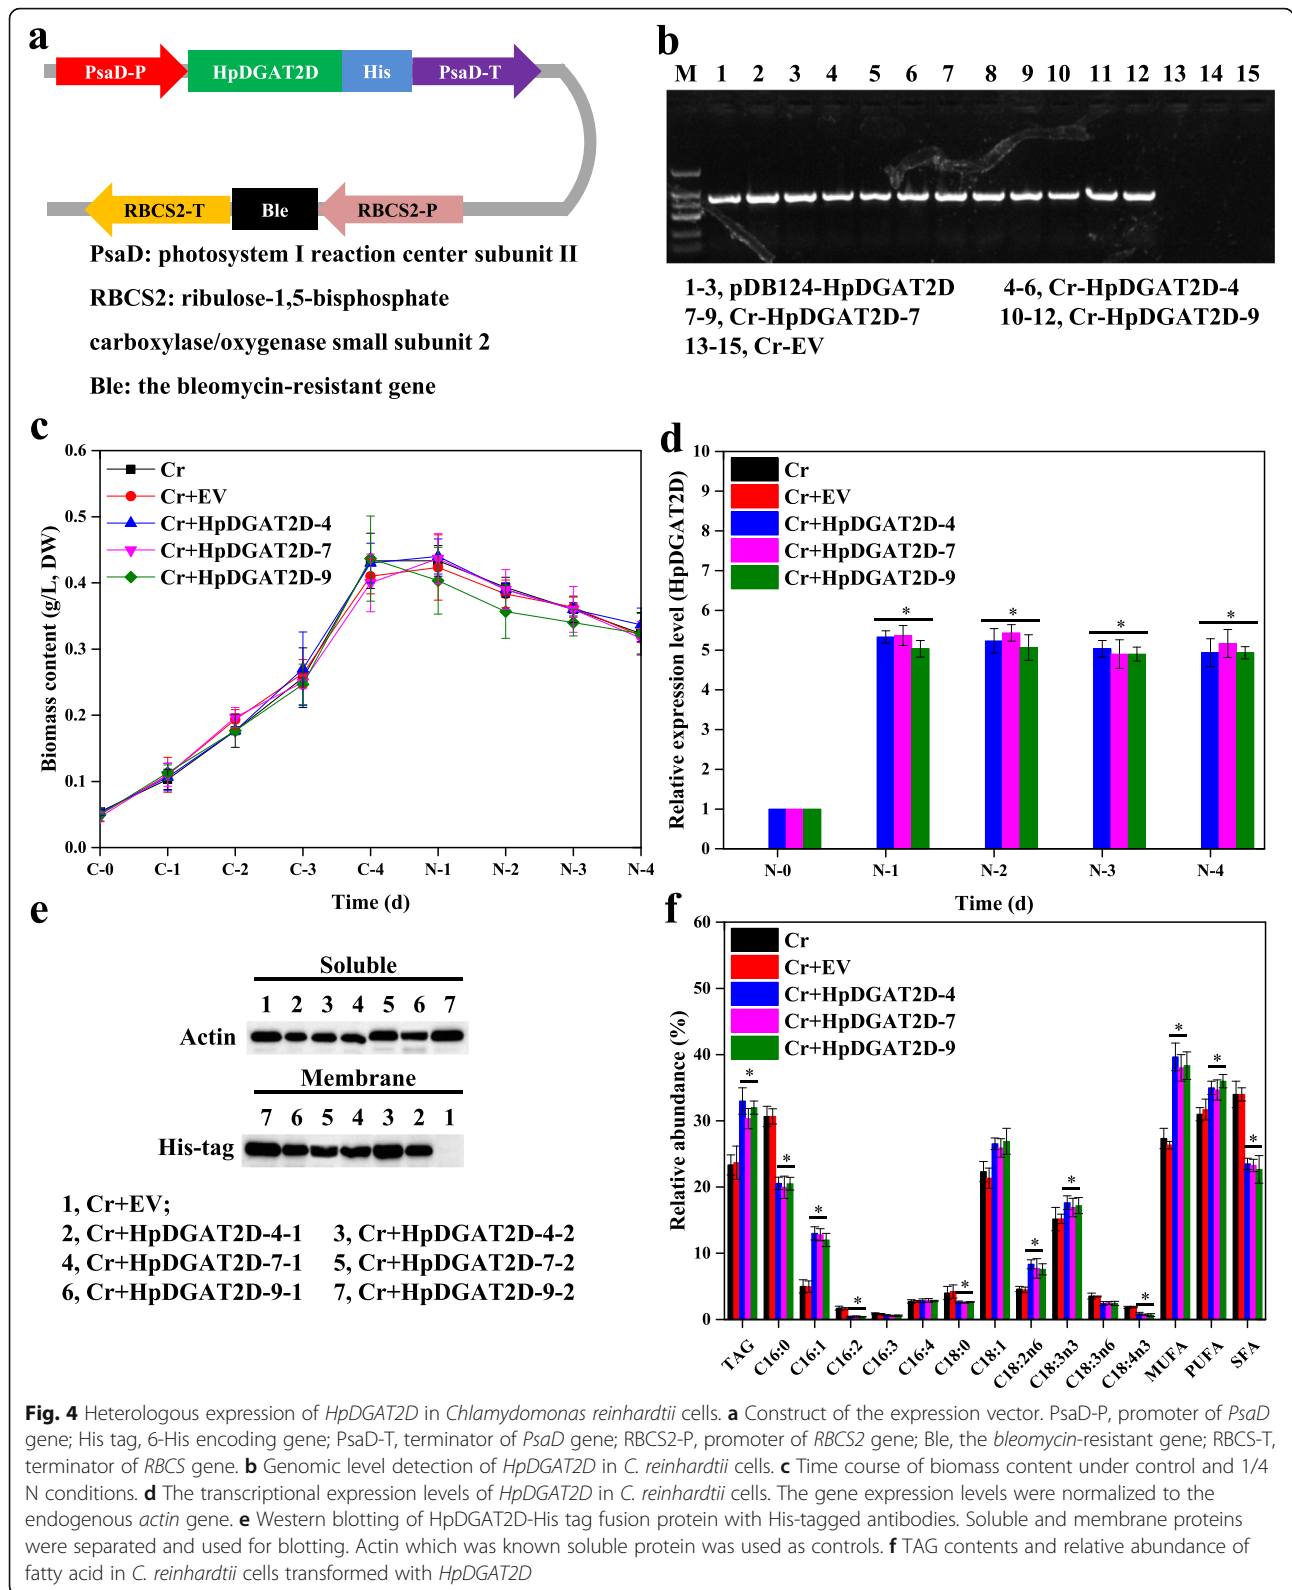 a
PsaD-P HpDGAT2D His PsaD-T
RBCS2-T Ble RBCS2-P
PsaD: photosystem I reaction center subunit II
RBCS2: ribulose-1,5-bisphosphate
carboxylase/oxygenase small subunit 2
Ble: the bleomycin-resistant gene
b
M 1 2 3 4 5 6 7 8 9 10 11 12 13 14 15
1-3, pDB124-HpDGAT2D 4-6, Cr-HpDGAT2D-4
7-9, Cr-HpDGAT2D-7 10-12, Cr-HpDGAT2D-9
13-15, Cr-EV
c
Biomass content (g/L, DW)
0.6
0.5
0.4
0.3
0.2
0.1
0.0
Cr
Cr+EV
Cr+HpDGAT2D-4
Cr+HpDGAT2D-7
Cr+HpDGAT2D-9
C-0 C-1 C-2 C-3 C-4 N-1 N-2 N-3 N-4
Time (d)
d
Relative expression level (HpDGAT2D)
10
9
8
7
6
5
4
3
2
1
0
Cr
Cr+EV
Cr+HpDGAT2D-4
Cr+HpDGAT2D-7
Cr+HpDGAT2D-9
* * * *
N-0 N-1 N-2 N-3 N-4
Time (d)
e
Soluble
1 2 3 4 5 6 7
Actin
Membrane
7 6 5 4 3 2 1
His-tag
1, Cr+EV;
2, Cr+HpDGAT2D-4-1 3, Cr+HpDGAT2D-4-2
4, Cr+HpDGAT2D-7-1 5, Cr+HpDGAT2D-7-2
6, Cr+HpDGAT2D-9-1 7, Cr+HpDGAT2D-9-2
f
Relative abundance (%)
60
50
40
30
20
10
0
Cr
Cr+EV
Cr+HpDGAT2D-4
Cr+HpDGAT2D-7
Cr+HpDGAT2D-9
* * * * * * * * * * *
TAG C16:0 C16:1 C16:2 C16:3 C16:4 C18:0 C18:1 C18:2n6 C18:3n3 C18:3n6 C18:4n3 MUFA PUFA SFA
Fig. 4 Heterologous expression of HpDGAT2D in Chlamydomonas reinhardtii cells. a Construct of the expression vector. PsaD-P, promoter of PsaD
gene; His tag, 6-His encoding gene; PsaD-T, terminator of PsaD gene; RBCS2-P, promoter of RBCS2 gene; Ble, the bleomycin-resistant gene; RBCS-T,
terminator of RBCS gene. b Genomic level detection of HpDGAT2D in C. reinhardtii cells. c Time course of biomass content under control and 1/4
N conditions. d The transcriptional expression levels of HpDGAT2D in C. reinhardtii cells. The gene expression levels were normalized to the
endogenous actin gene. e Western blotting of HpDGAT2D-His tag fusion protein with His-tagged antibodies. Soluble and membrane proteins
were separated and used for blotting. Actin which was known soluble protein was used as controls. f TAG contents and relative abundance of
fatty acid in C. reinhardtii cells transformed with HpDGAT2D